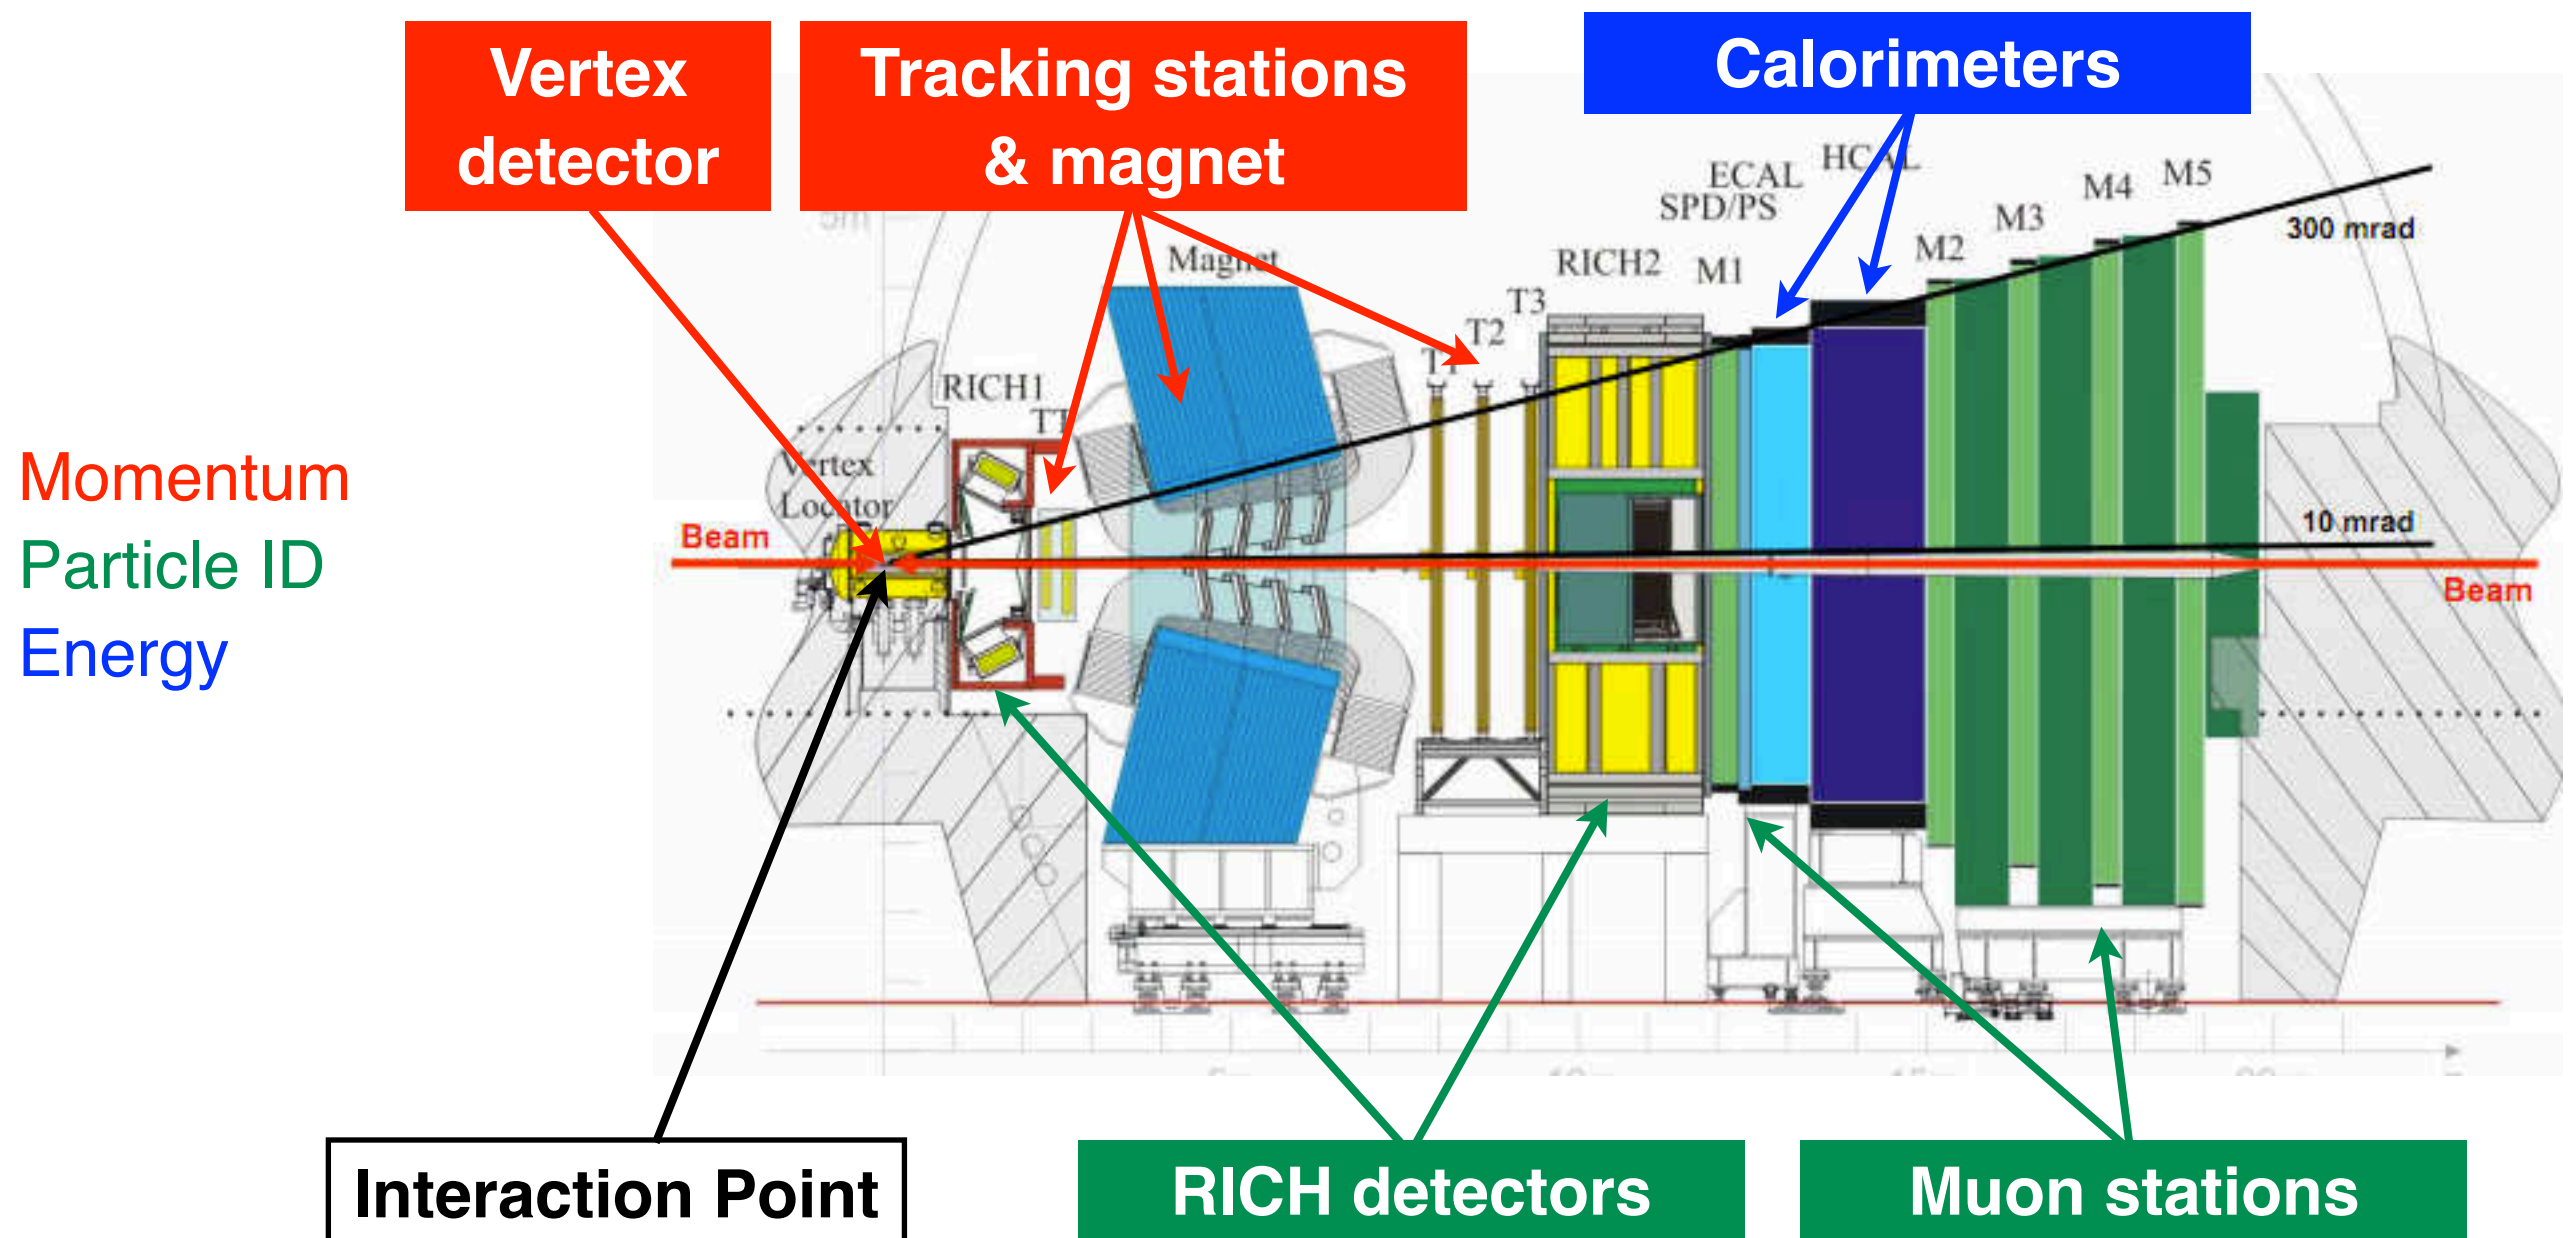 Vertex
detector
Tracking stations
& magnet
Calorimeters
HCAL
ECAL
SPD/PS
M5
M4
M3
M2
M1
300 mrad
5m
Magnet
RICH2
T3
T2
T1
RICH1
TT
Vertex
Locator
Momentum
Particle ID
Energy
Beam
10 mrad
Beam
Interaction Point
RICH detectors
Muon stations